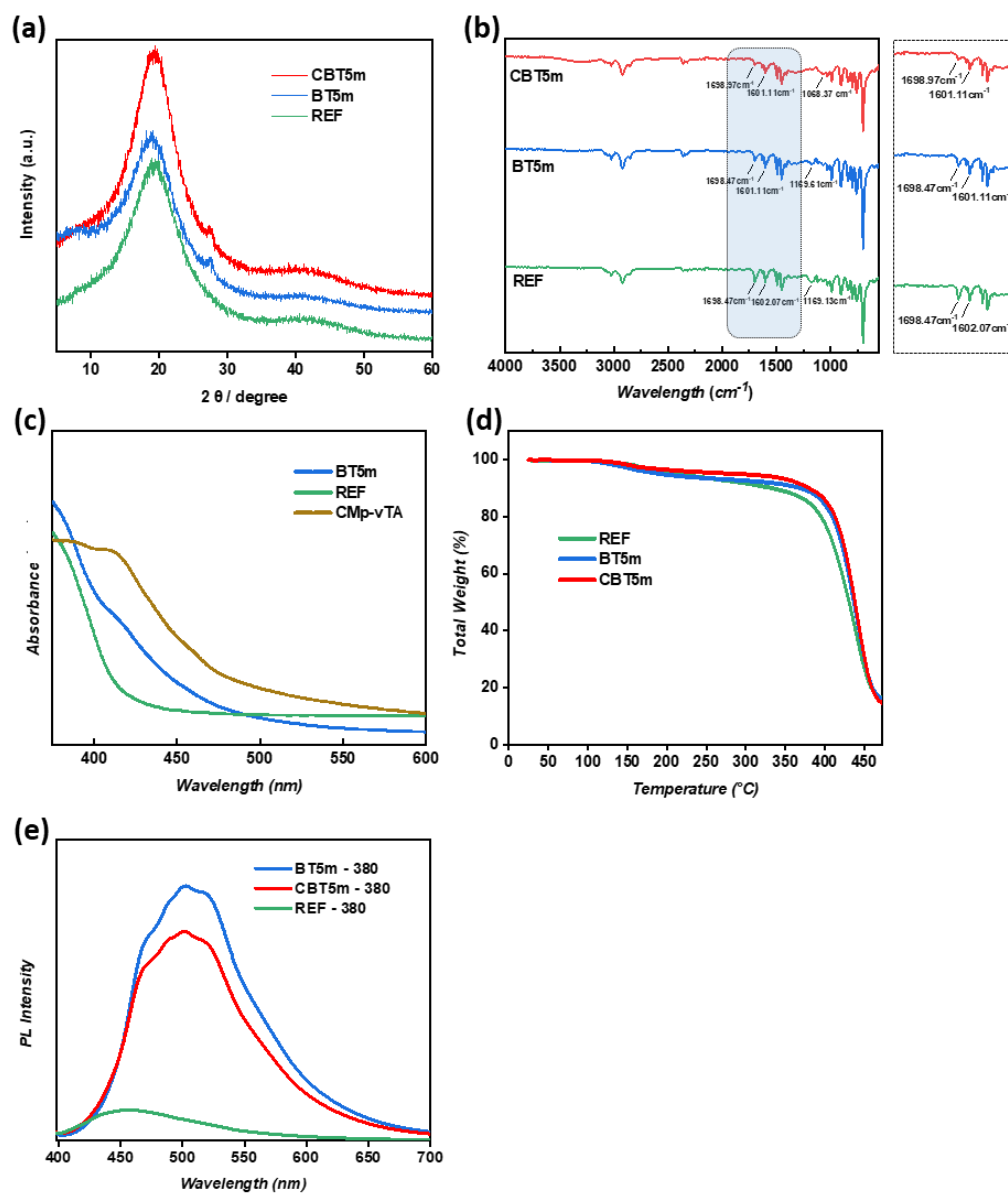 (a)
CBT5m
BT5m
REF
Intensity (a.u.)
10 20 30 40 50 60
2 θ / degree
(b)
CBT5m
1698.97cm-1
1601.11cm-1
1068.37 cm-1
BT5m
1698.47cm-1
1601.11cm-1
1169.61cm-1
REF
1698.47cm-1
1602.07cm-1
1169.13cm-1
4000 3500 3000 2500 2000 1500 1000
Wavelength (cm-1)
1698.97cm-1
1601.11cm-1
1698.47cm-1
1601.11cm-1
1698.47cm-1
1602.07cm-1
(c)
BT5m
REF
CMp-vTA
Absorbance
400 450 500 550 600
Wavelength (nm)
(d)
100
80
60
40
20
0
REF
BT5m
CBT5m
Total Weight (%)
0 50 100 150 200 250 300 350 400 450
Temperature (°C)
(e)
BT5m - 380
CBT5m - 380
REF - 380
PL Intensity
400 450 500 550 600 650 700
Wavelength (nm)